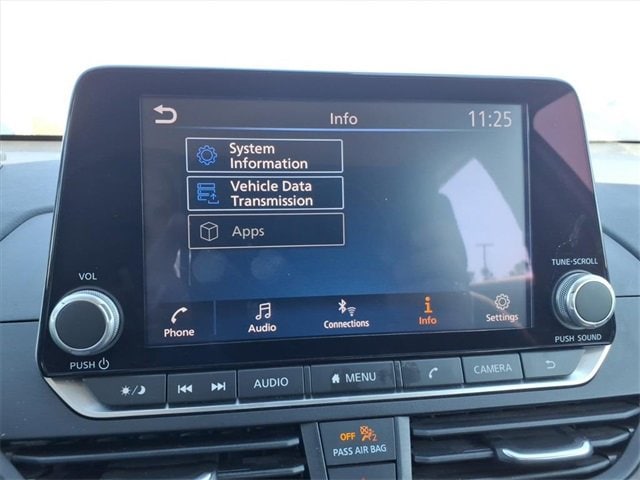 Info
11:25
System
Information
Vehicle Data
Transmission
Apps
VOL
TUNE-SCROLL
Phone
Audio
Connections
Info
Settings
PUSH
PUSH SOUND
AUDIO
MENU
CAMERA
OFF 2
PASS AIR BAG